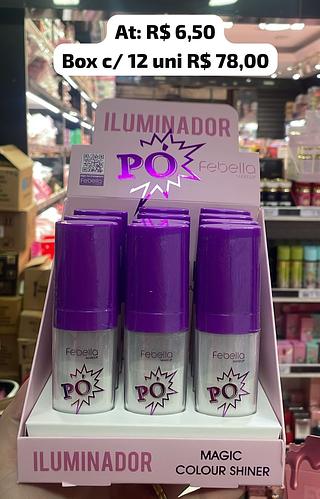 At: R$ 6,50
Box c/ 12 uni R$ 78,00
ILUMINADOR
PÓ
Febella
Febella
Febella
Febella
Febella
PÓ
PÓ
PÓ
ILUMINADOR
MAGIC
COLOUR SHINER